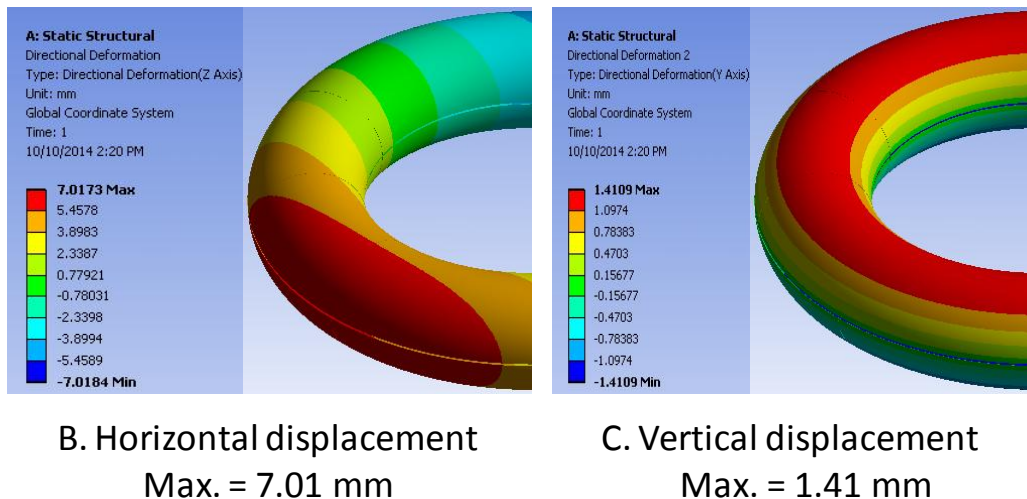 A: Static Structural
Directional Deformation
Type: Directional Deformation(Z Axis)
Unit: mm
Global Coordinate System
Time: 1
10/10/2014 2:20 PM
7.0173 Max
5.4578
3.8983
2.3387
0.77921
-0.78031
-2.3398
-3.8994
-5.4589
-7.0184 Min
A: Static Structural
Directional Deformation 2
Type: Directional Deformation(Y Axis)
Unit: mm
Global Coordinate System
Time: 1
10/10/2014 2:20 PM
1.4109 Max
1.0974
0.78383
0.4703
0.15677
-0.15677
-0.4703
-0.78383
-1.0974
-1.4109 Min
B. Horizontal displacement
Max. = 7.01 mm
C. Vertical displacement
Max. = 1.41 mm